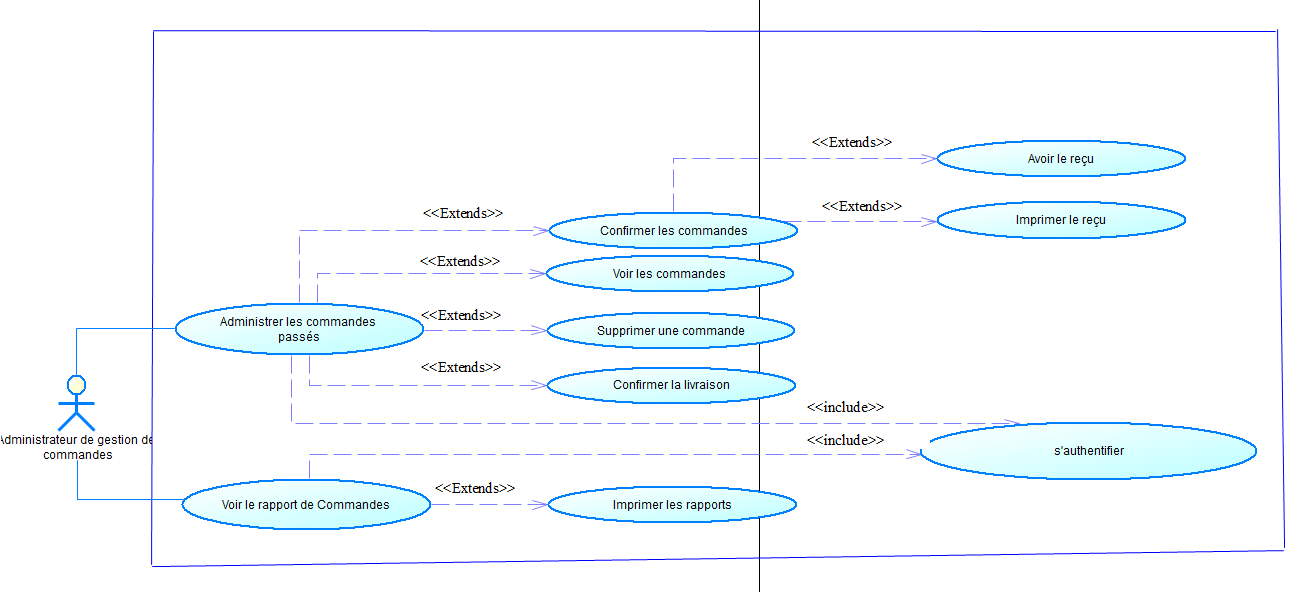 <<Extends>>
Avoir le reçu
<<Extends>>
Imprimer le reçu
<<Extends>>
Confirmer les commandes
<<Extends>>
Voir les commandes
Administrer les commandes
passés
<<Extends>>
Supprimer une commande
<<Extends>>
Confirmer la livraison
<<include>>
Administrateur de gestion de
commandes
<<include>>
s'authentifier
<<Extends>>
Voir le rapport de Commandes
Imprimer les rapports